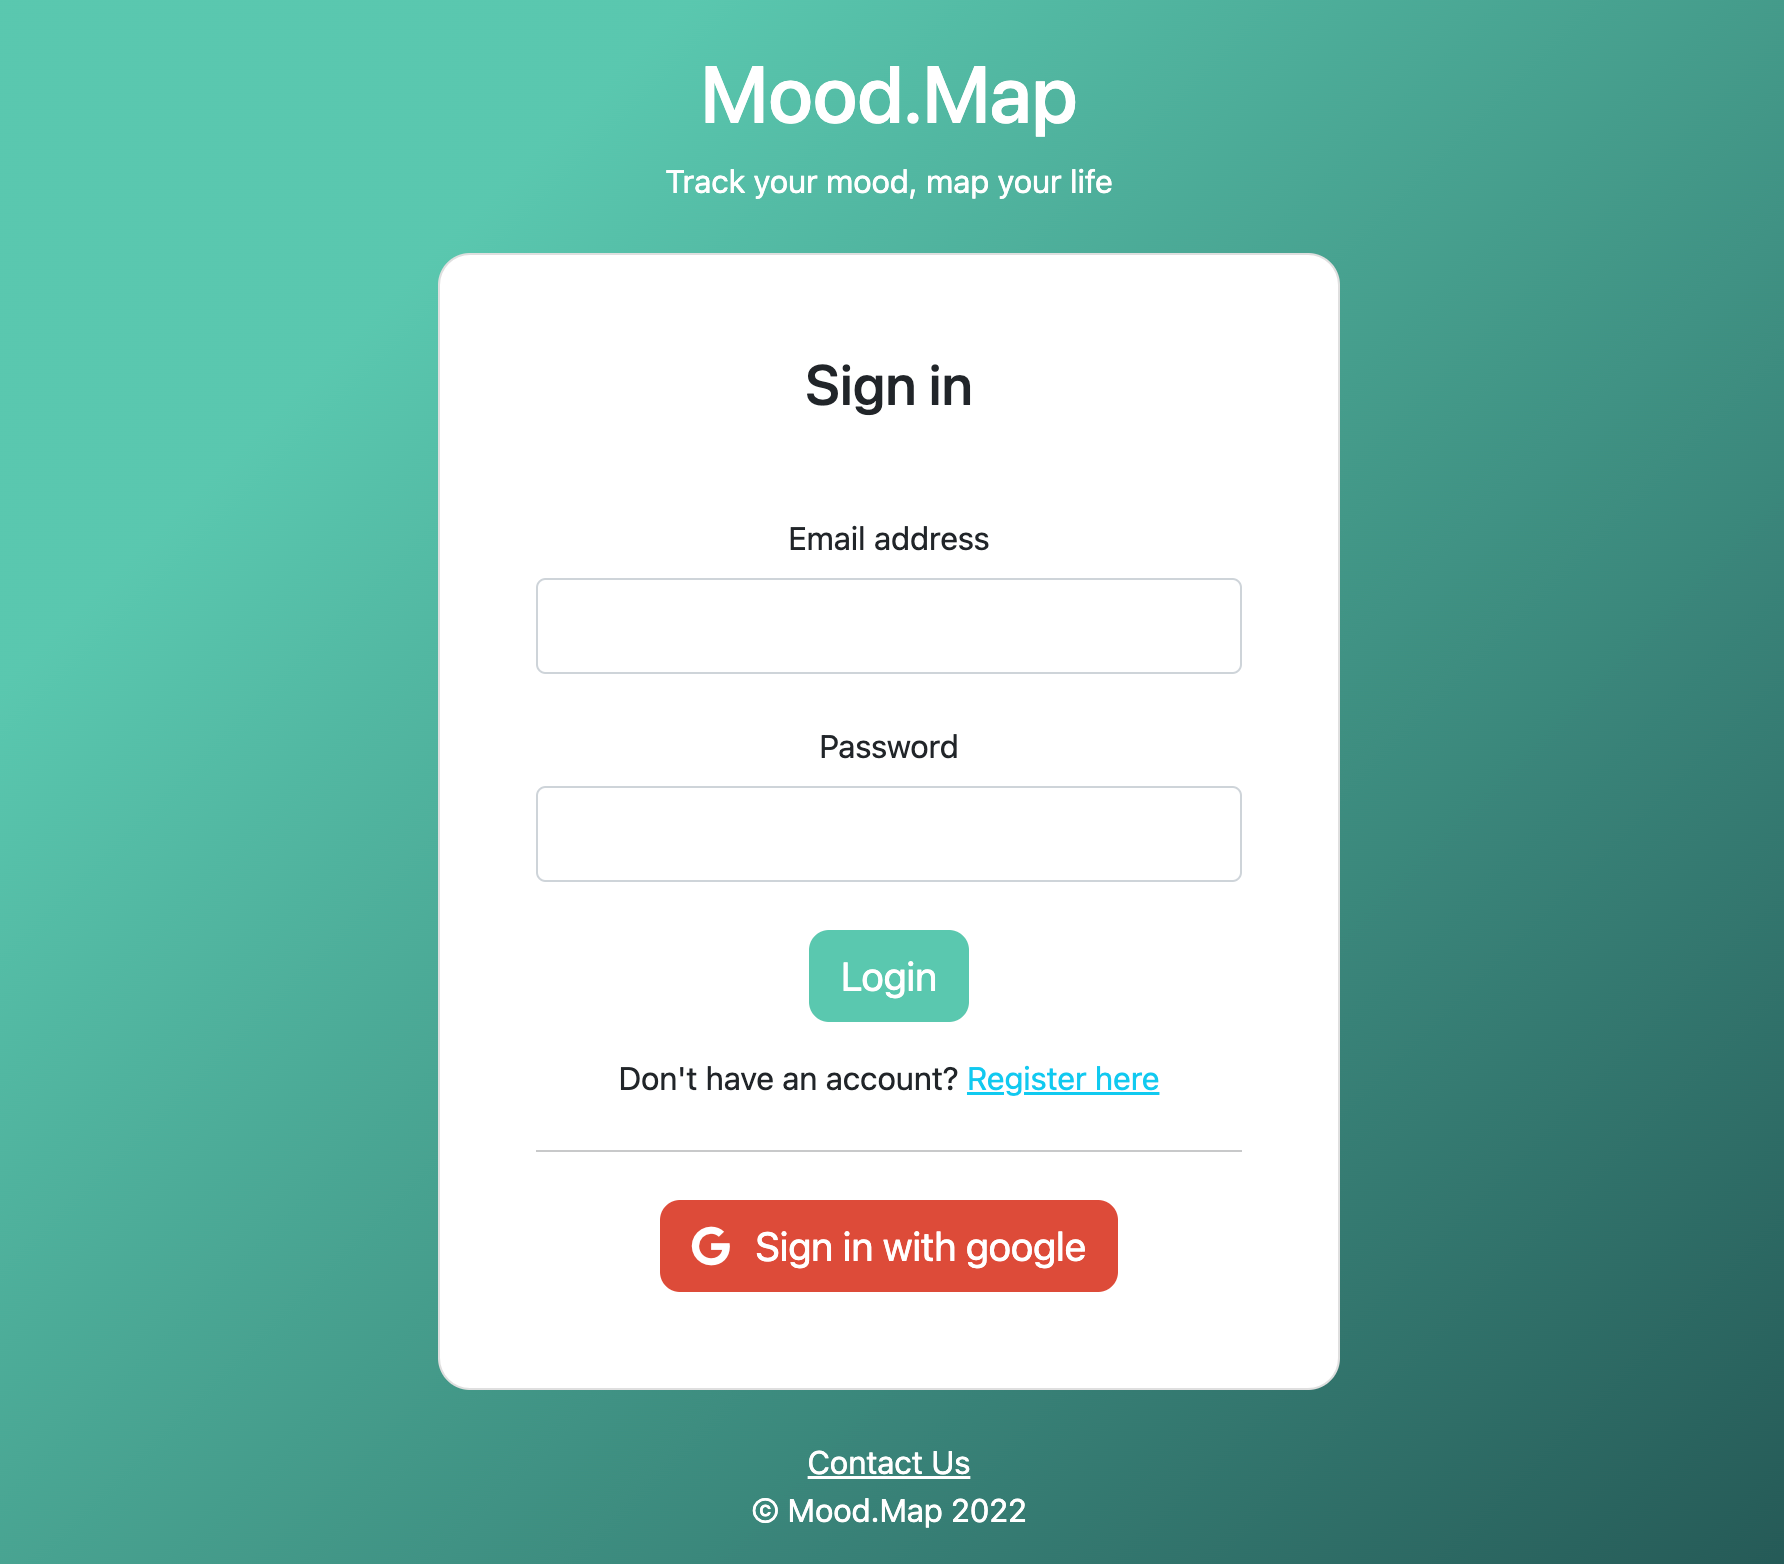 Mood.Map
Track your mood, map your life
Sign in
Email address
Password
Login
Don't have an account? Register here
Sign in with google
Contact Us
© Mood.Map 2022